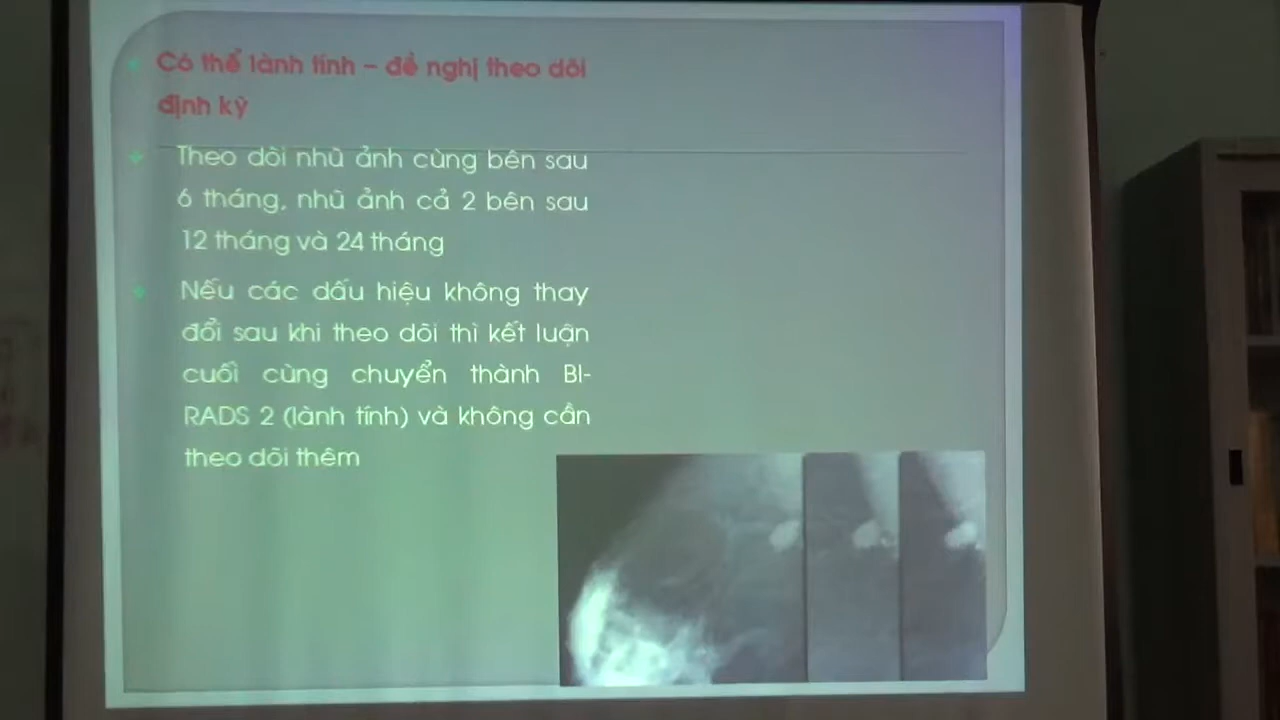 Có thể lành tính – đề nghị theo dõi
định kỳ
Theo dõi nhũ ảnh cùng bên sau
6 tháng, nhũ ảnh cả 2 bên sau
12 tháng và 24 tháng
Nếu các dấu hiệu không thay
đổi sau khi theo dõi thì kết luận
cuối cùng chuyển thành BI-
RADS 2 (lành tính) và không cần
theo dõi thêm